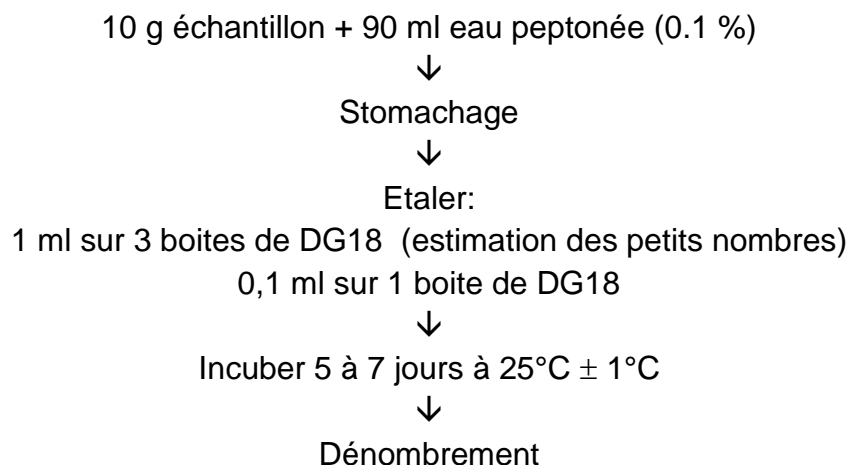 10 g échantillon + 90 ml eau peptonée (0.1 %)
↓
Stomachage
↓
Etaler:
1 ml sur 3 boites de DG18 (estimation des petits nombres)
0,1 ml sur 1 boite de DG18
↓
Incuber 5 à 7 jours à 25°C ± 1°C
↓
Dénombrement